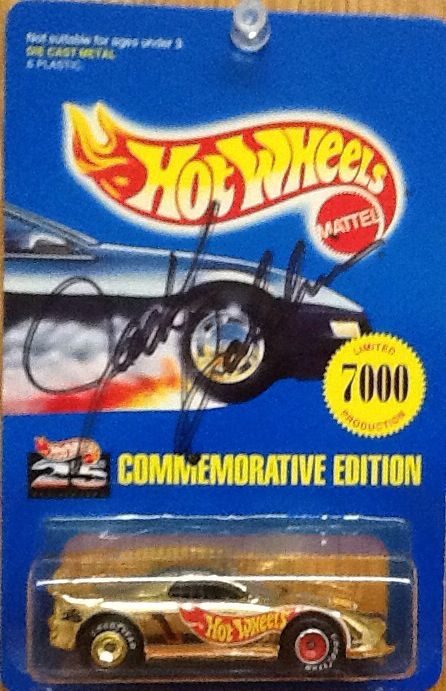 Not suitable for ages under 3
DIE CAST METAL
& PLASTIC
HOT WHEELS
MATTEL
LIMITED
7000
PRODUCTION
25
COMMEMORATIVE EDITION
HOT WHEELS
GOODYEAR
GOODYEAR